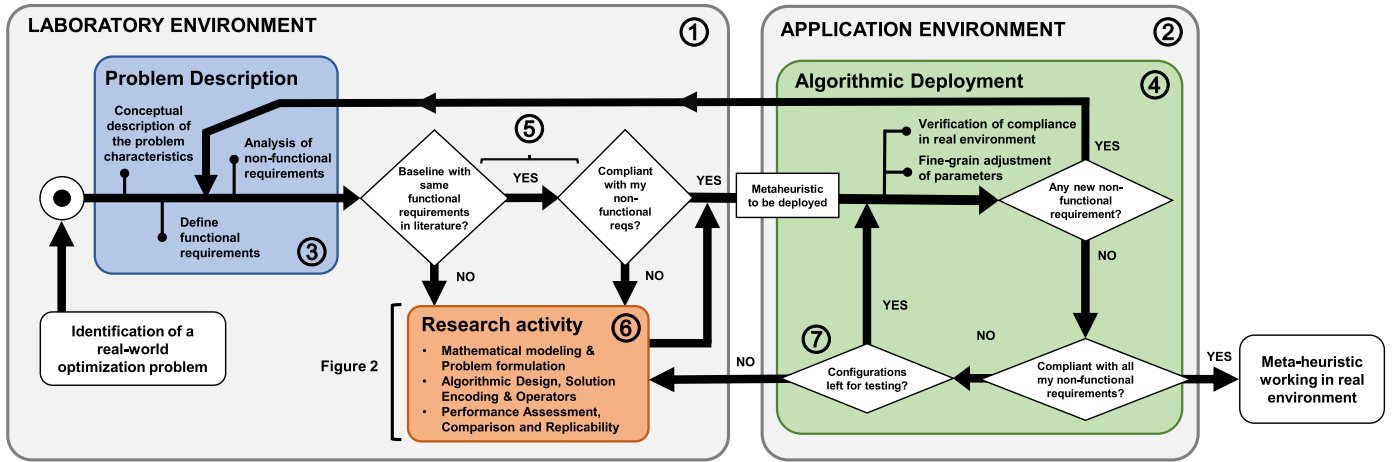 LABORATORY ENVIRONMENT
1
Problem Description
Conceptual
description of
the problem
characteristics
Analysis of
non-functional
requirements
Define
functional
requirements
3
Identification of a
real-world
optimization problem
Baseline with
same
functional
requirements
in literature?
5
YES
Compliant
with my
non-
functional
reqs?
YES
NO
NO
Figure 2
Research activity
6
• Mathematical modeling &
Problem formulation
• Algorithmic Design, Solution
Encoding & Operators
• Performance Assessment,
Comparison and Replicability
APPLICATION ENVIRONMENT
2
Algorithmic Deployment
4
Metaheuristic
to be deployed
Verification of compliance
in real environment
Fine-grain adjustment
of parameters
YES
Any new non-
functional requirement?
NO
YES
7
NO
Configurations
left for testing?
NO
Compliant with all
my non-functional
requirements?
YES
Meta-heuristic
working in real
environment